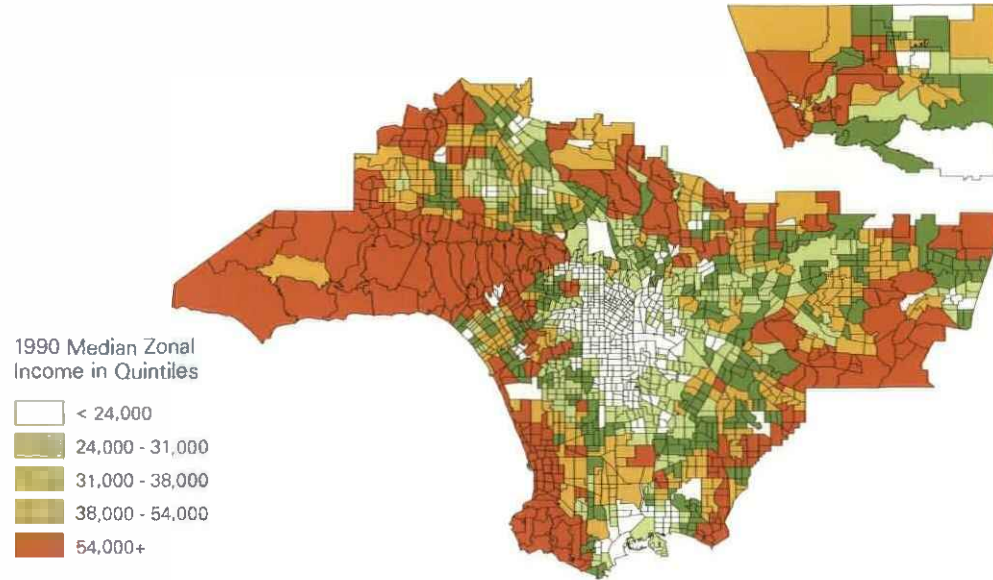 1990 Median Zonal
Income in Quintiles
< 24,000
24,000 - 31,000
31,000 - 38,000
38,000 - 54,000
54,000+